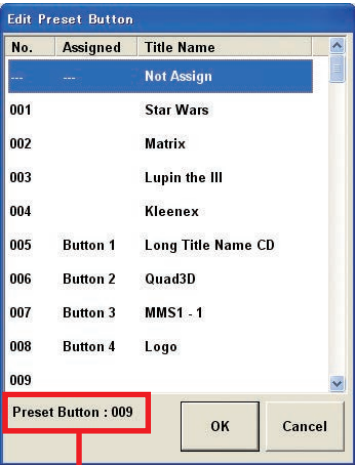 Edit Preset Button
No. Assigned Title Name
--- --- Not Assign
001 Star Wars
002 Matrix
003 Lupin the III
004 Kleenex
005 Button 1 Long Title Name CD
006 Button 2 Quad3D
007 Button 3 MMS1 - 1
008 Button 4 Logo
009
Preset Button : 009
OK Cancel